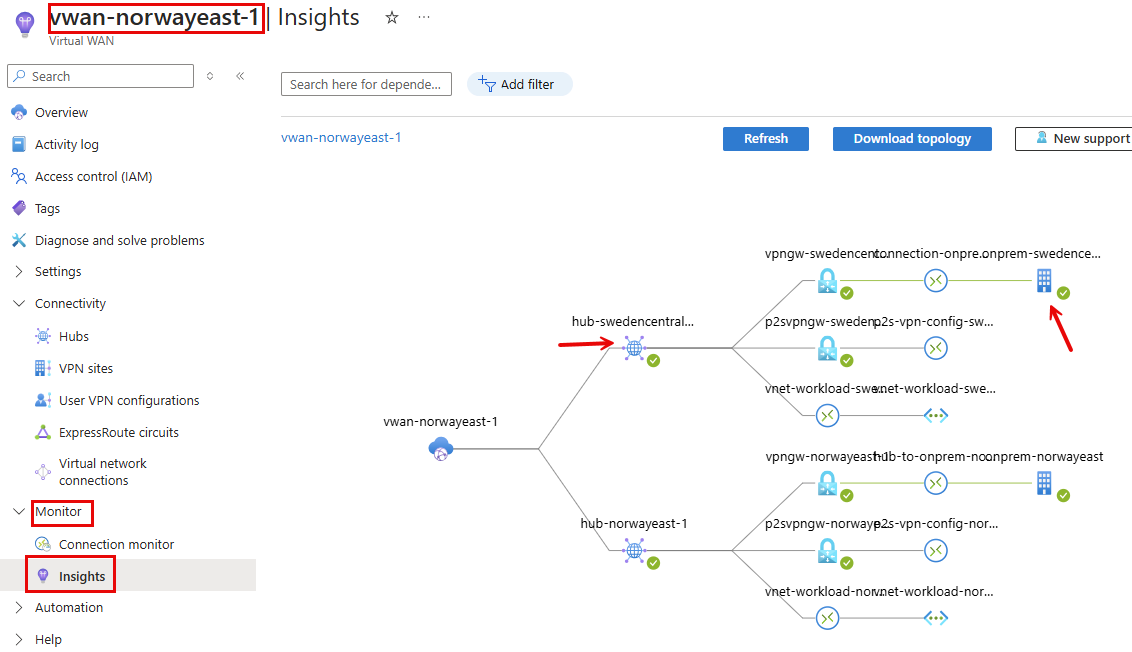 vwan-norwayeast-1 | Insights
Virtual WAN
Search
Search here for depende...
Add filter
Overview
Activity log
Access control (IAM)
Tags
Diagnose and solve problems
Settings
Connectivity
Hubs
VPN sites
User VPN configurations
ExpressRoute circuits
Virtual network
connections
Monitor
Connection monitor
Insights
Automation
Help
vwan-norwayeast-1
Refresh
Download topology
New support
vpngw-swedencent...
connection-onpre...
onprem-swedence...
hub-swedencentral...
p2svpngw-sweden...
p2s-vpn-config-sw...
vnet-workload-swe...
vnet-workload-swe...
vwan-norwayeast-1
vpngw-norwayeast-1
hub-to-onprem-no...
onprem-norwayeast
hub-norwayeast-1
p2svpngw-norwaye...
p2s-vpn-config-nor...
vnet-workload-nor...
vnet-workload-nor...